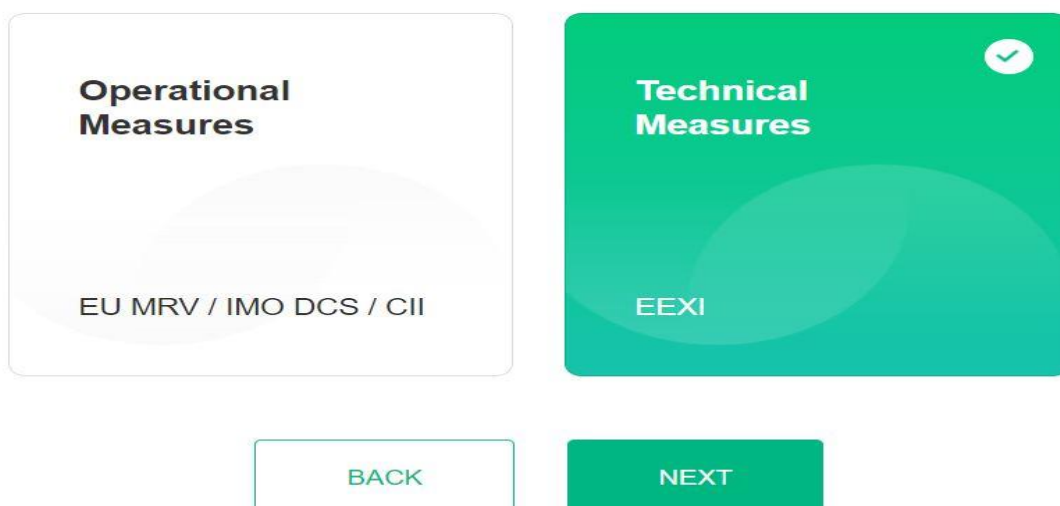 Operational
Measures
EU MRV / IMO DCS / CII
Technical
Measures
EEXI
BACK
NEXT